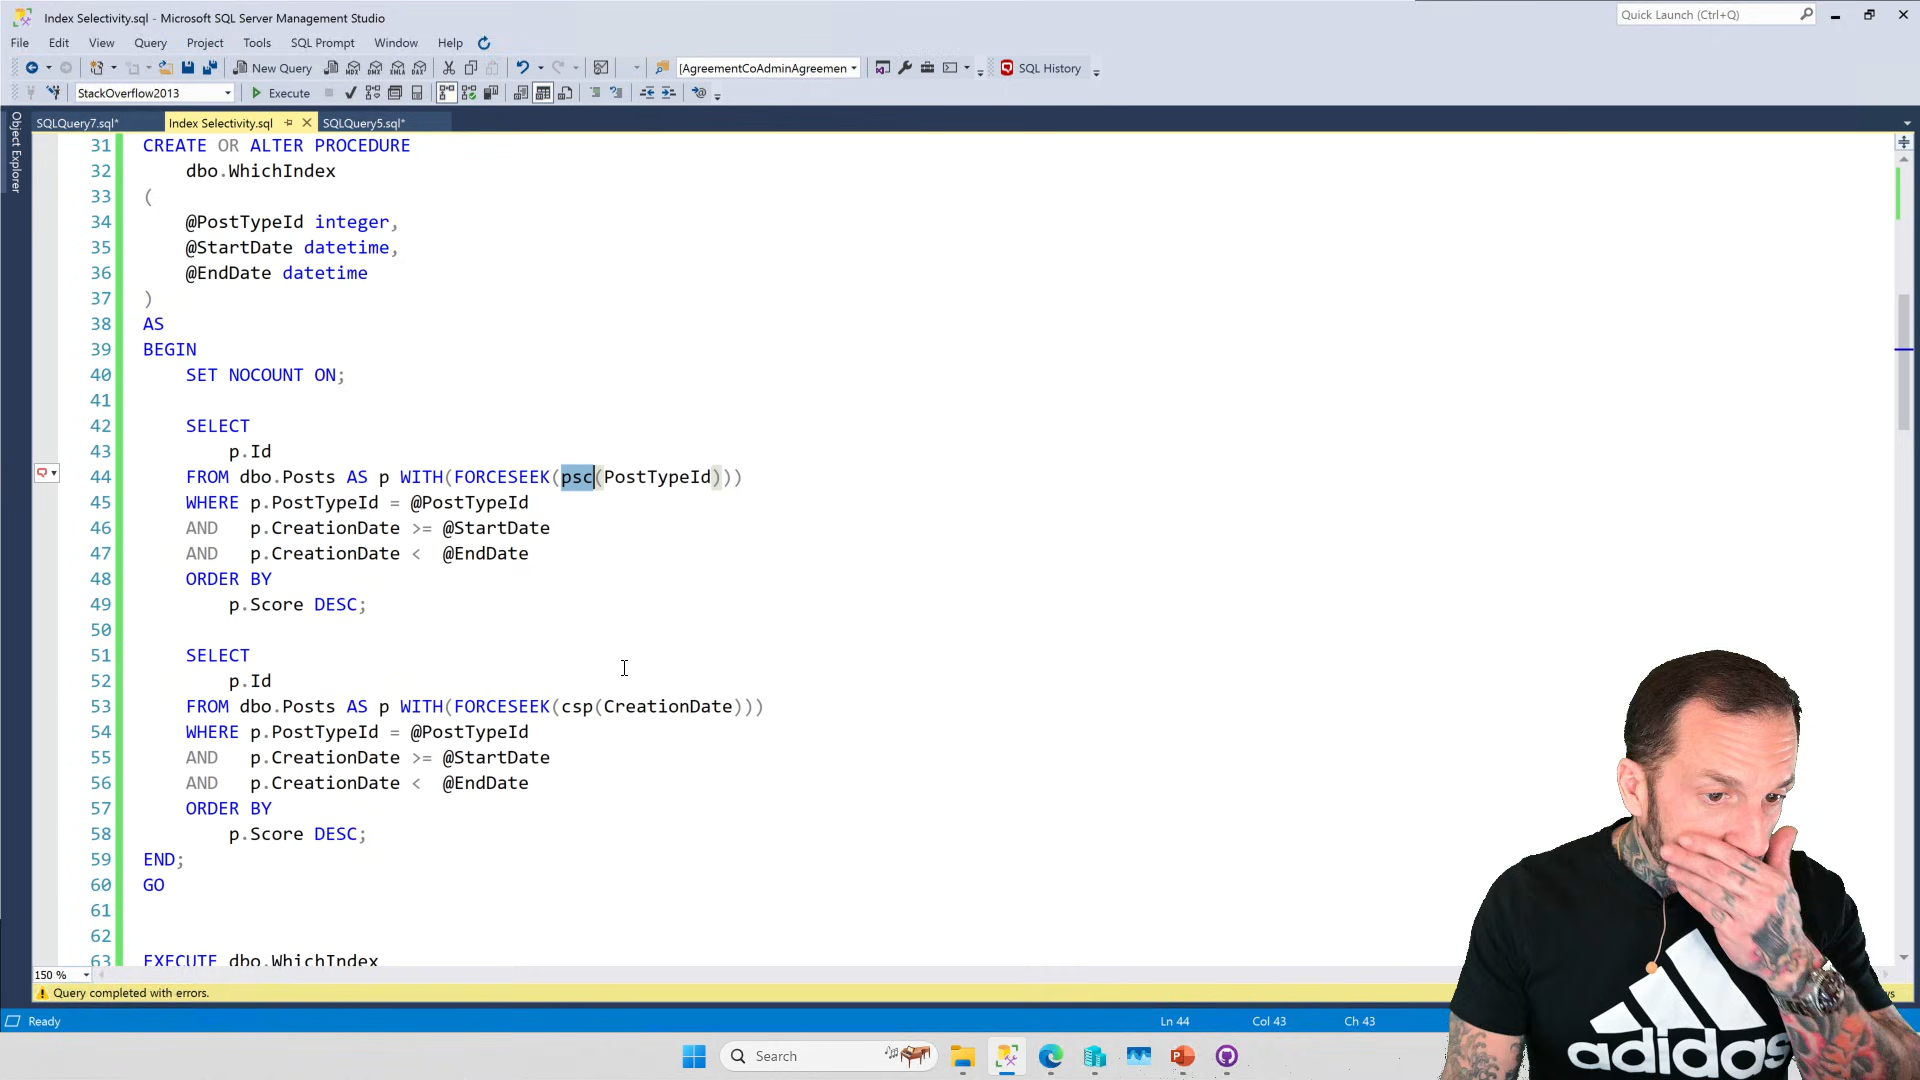 Index Selectivity.sql - Microsoft SQL Server Management Studio
Quick Launch (Ctrl+Q)
File Edit View Query Project Tools SQL Prompt Window Help
New Query MDX DMX XMLA DAX [AgreementCoAdminAgreemen SQL History
StackOverflow2013 Execute
SQLQuery7.sql* Index Selectivity.sql SQLQuery5.sql*
Object Explorer
31 CREATE OR ALTER PROCEDURE
32 dbo.WhichIndex
33 (
34 @PostTypeId integer,
35 @StartDate datetime,
36 @EndDate datetime
37 )
38 AS
39 BEGIN
40 SET NOCOUNT ON;
41
42 SELECT
43 p.Id
44 FROM dbo.Posts AS p WITH(FORCESEEK(psc(PostTypeId)))
45 WHERE p.PostTypeId = @PostTypeId
46 AND p.CreationDate >= @StartDate
47 AND p.CreationDate < @EndDate
48 ORDER BY
49 p.Score DESC;
50
51 SELECT
52 p.Id
53 FROM dbo.Posts AS p WITH(FORCESEEK(csp(CreationDate)))
54 WHERE p.PostTypeId = @PostTypeId
55 AND p.CreationDate >= @StartDate
56 AND p.CreationDate < @EndDate
57 ORDER BY
58 p.Score DESC;
59 END;
60 GO
61
62
63 EXECUTE dbo.WhichIndex
150 %
Query completed with errors.
Ready Ln 44 Col 43 Ch 43
Search
adidas